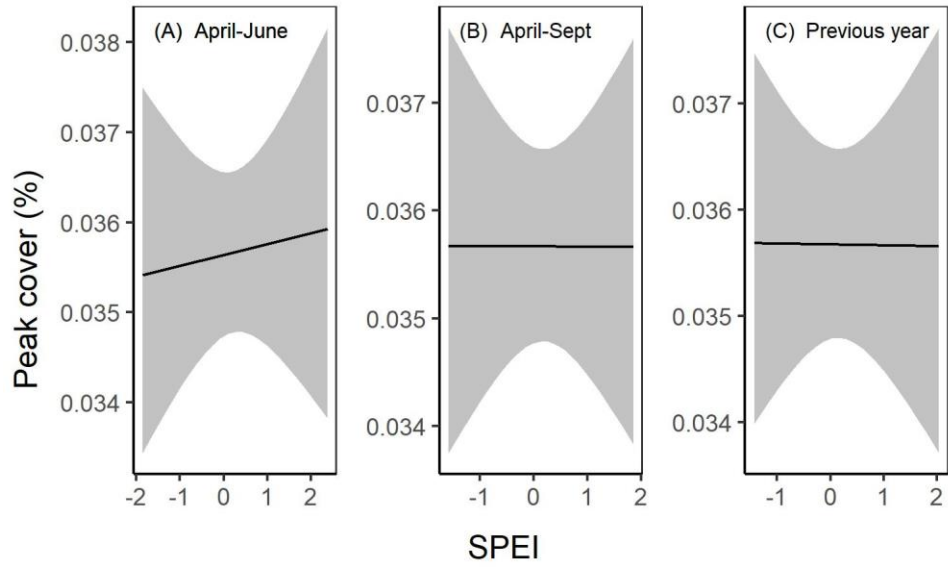 (A) April-June
(B) April-Sept
(C) Previous year
Peak cover (%)
0.038
0.037
0.036
0.035
0.034
0.037
0.036
0.035
0.034
0.037
0.036
0.035
0.034
-2 -1 0 1 2
-1 0 1 2
-1 0 1 2
SPEI